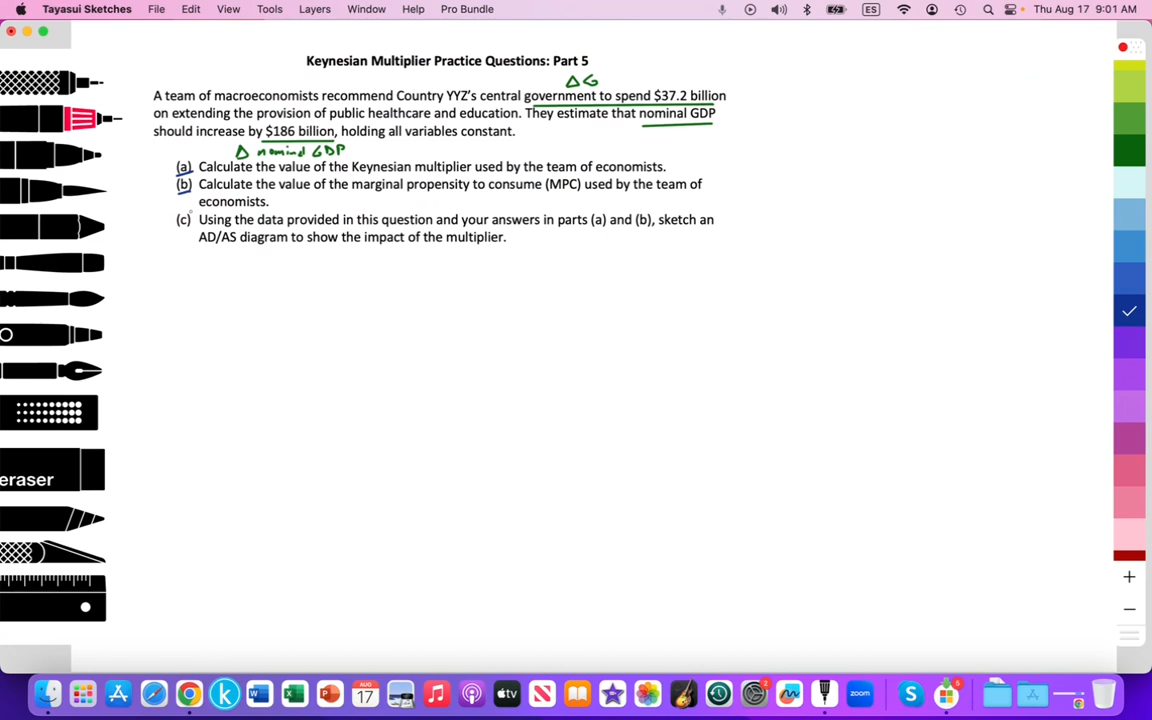 Tayasui Sketches File Edit View Tools Layers Window Help Pro Bundle ES Thu Aug 17 9:01 AM
Keynesian Multiplier Practice Questions: Part 5
ΔG
A team of macroeconomists recommend Country YYZ's central government to spend $37.2 billion
on extending the provision of public healthcare and education. They estimate that nominal GDP
should increase by $186 billion, holding all variables constant.
Δ nominal GDP
(a) Calculate the value of the Keynesian multiplier used by the team of economists.
(b) Calculate the value of the marginal propensity to consume (MPC) used by the team of
economists.
(c) Using the data provided in this question and your answers in parts (a) and (b), sketch an
AD/AS diagram to show the impact of the multiplier.
eraser
AUG
17
tv
zoom
2
5